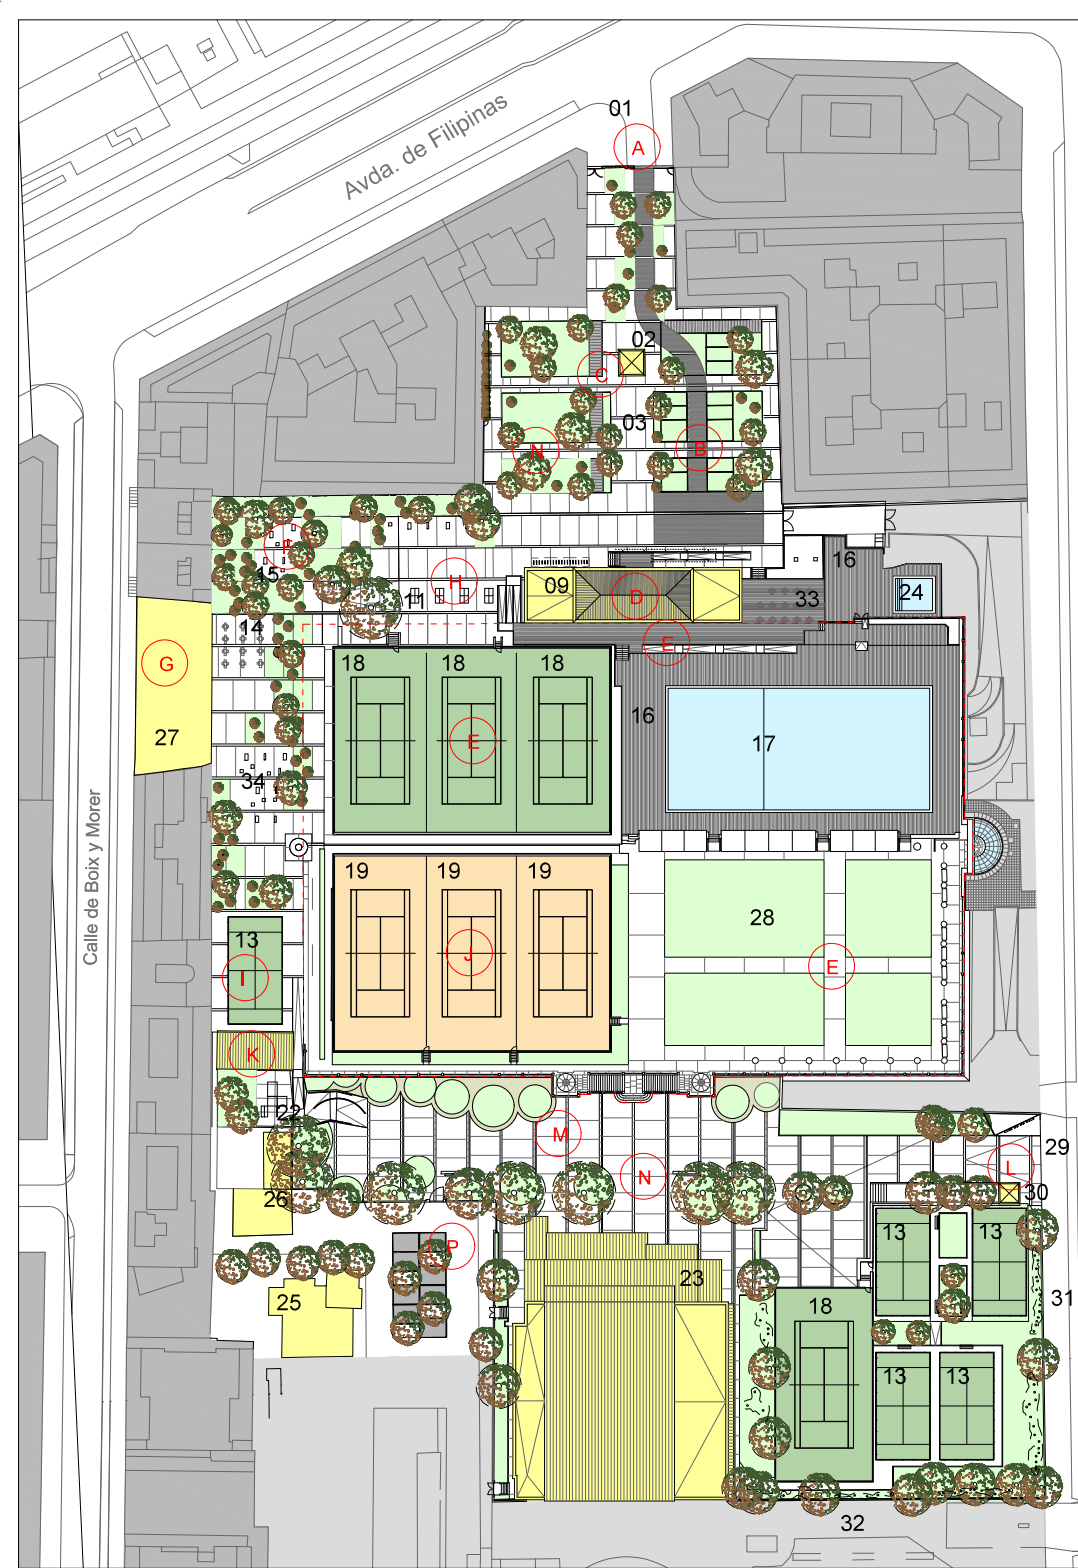 01
A
Avda. de Filipinas
02
C
03
N
B
F
15
H
11
09
D
16
33
24
14
E
G
18
18
18
16
E
17
27
34
Calle de Boix y Morer
19
19
19
13
J
28
I
E
K
22
M
29
N
L
30
26
P
13
13
23
25
18
31
13
13
32